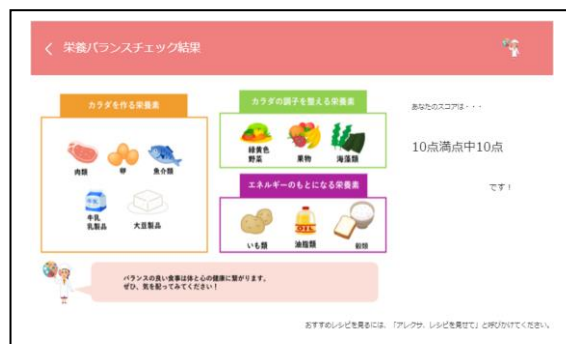 栄養バランスチェック結果
カラダを作る栄養素
肉類
卵
魚介類
牛乳
乳製品
大豆製品
カラダの調子を整える栄養素
緑黄色
野菜
果物
海藻類
エネルギーのもとになる栄養素
いも類
OIL
油脂類
穀類
あなたのスコアは・・・
10点満点中10点
です!
バランスの良い食事は体と心の健康に繋がります。
ぜひ、気を配ってみてください!
おすすめレシピを見るには、「アレクサ、レシピを見せて」と呼びかけてください。